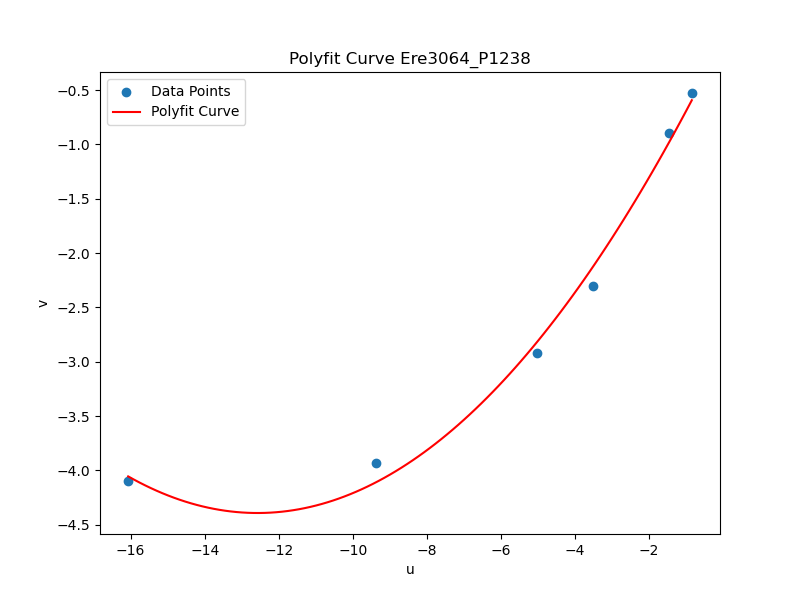 Polyfit Curve Ere3064_P1238
Data Points
Polyfit Curve
−0.5
−1.0
−1.5
−2.0
−2.5
−3.0
−3.5
−4.0
−4.5
v
−16 −14 −12 −10 −8 −6 −4 −2
u